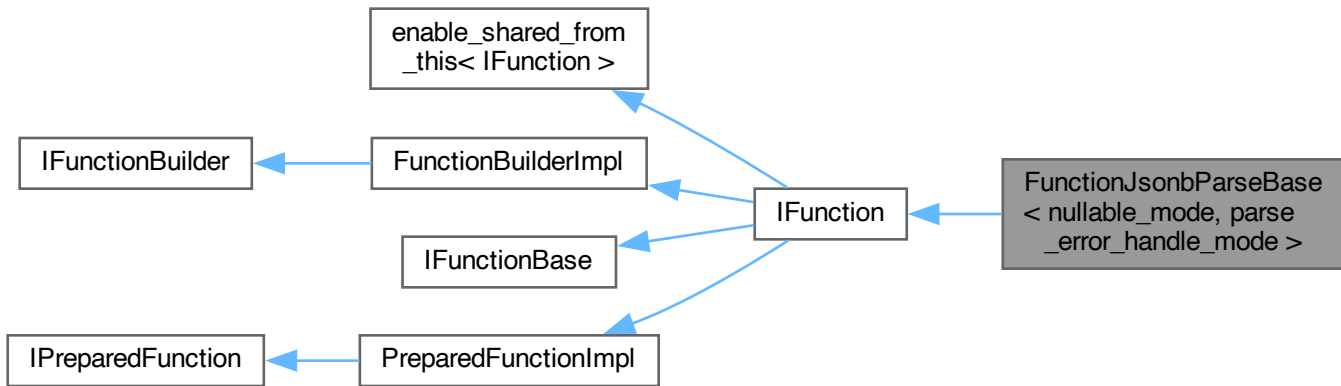 enable_shared_from
_this< IFunction >
IFunctionBuilder
FunctionBuilderImpl
IFunction
FunctionJsonbParseBase
< nullable_mode, parse
_error_handle_mode >
IFunctionBase
IPreparedFunction
PreparedFunctionImpl